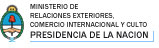 MINISTERIO DE
RELACIONES EXTERIORES,
COMERCIO INTERNACIONAL Y CULTO
PRESIDENCIA DE LA NACION